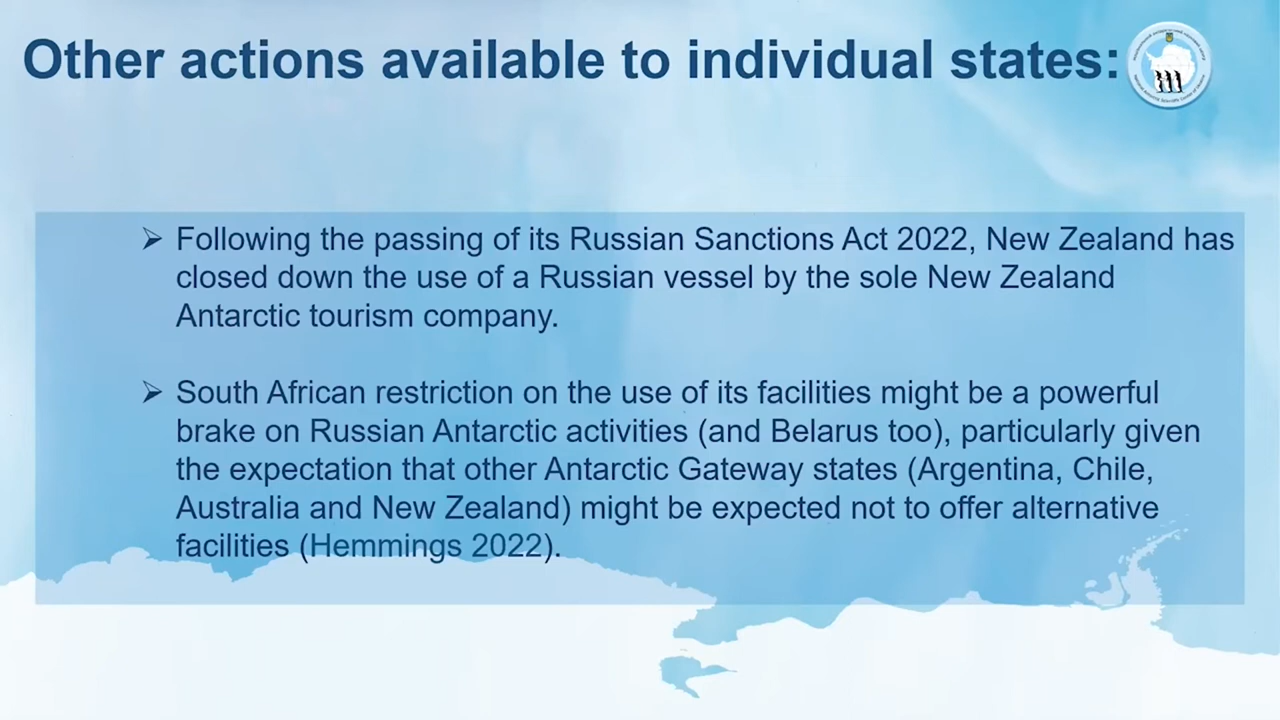 Other actions available to individual states:
➢ Following the passing of its Russian Sanctions Act 2022, New Zealand has
closed down the use of a Russian vessel by the sole New Zealand
Antarctic tourism company.
➢ South African restriction on the use of its facilities might be a powerful
brake on Russian Antarctic activities (and Belarus too), particularly given
the expectation that other Antarctic Gateway states (Argentina, Chile,
Australia and New Zealand) might be expected not to offer alternative
facilities (Hemmings 2022).